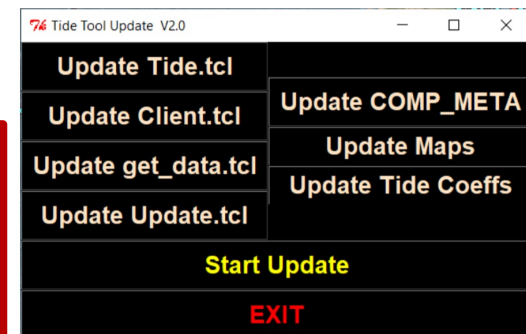 Tide Tool Update V2.0
Update Tide.tcl
Update Client.tcl
Update get_data.tcl
Update Update.tcl
Update COMP_META
Update Maps
Update Tide Coeffs
Start Update
EXIT